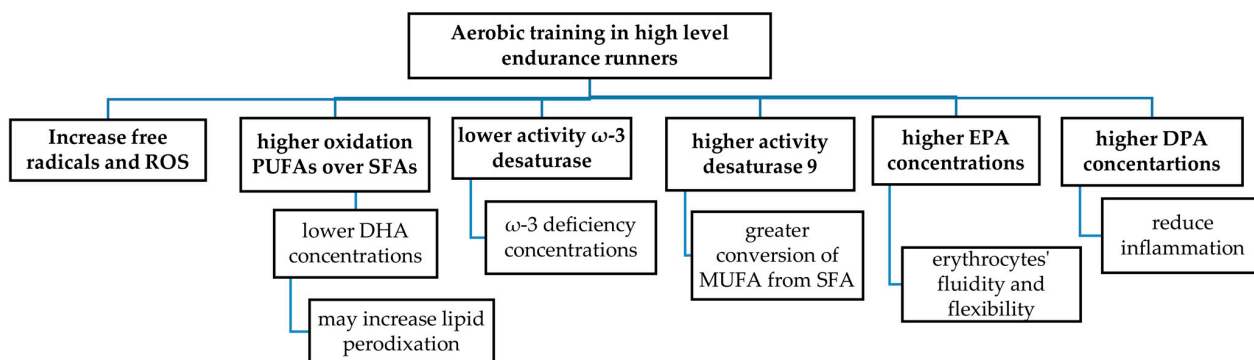 Aerobic training in high level
endurance runners
Increase free
radicals and ROS
higher oxidation
PUFAs over SFAs
lower DHA
concentrations
may increase lipid
perodixation
lower activity ω-3
desaturase
ω-3 deficiency
concentrations
higher activity
desaturase 9
greater
conversion of
MUFA from SFA
higher EPA
concentrations
erythrocytes'
fluidity and
flexibility
higher DPA
concentartions
reduce
inflammation